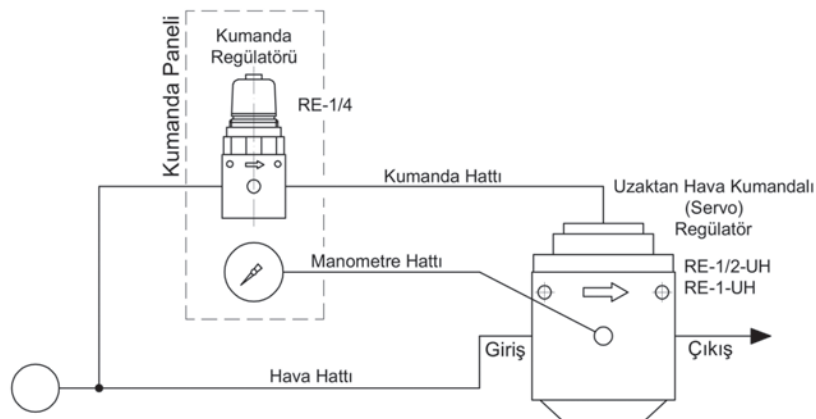 Kumanda Paneli
Kumanda
Regülatörü
RE-1/4
Kumanda Hattı
Uzaktan Hava Kumandalı
(Servo)
Regülatör
RE-1/2-UH
RE-1-UH
Manometre Hattı
Giriş
Çıkış
Hava Hattı